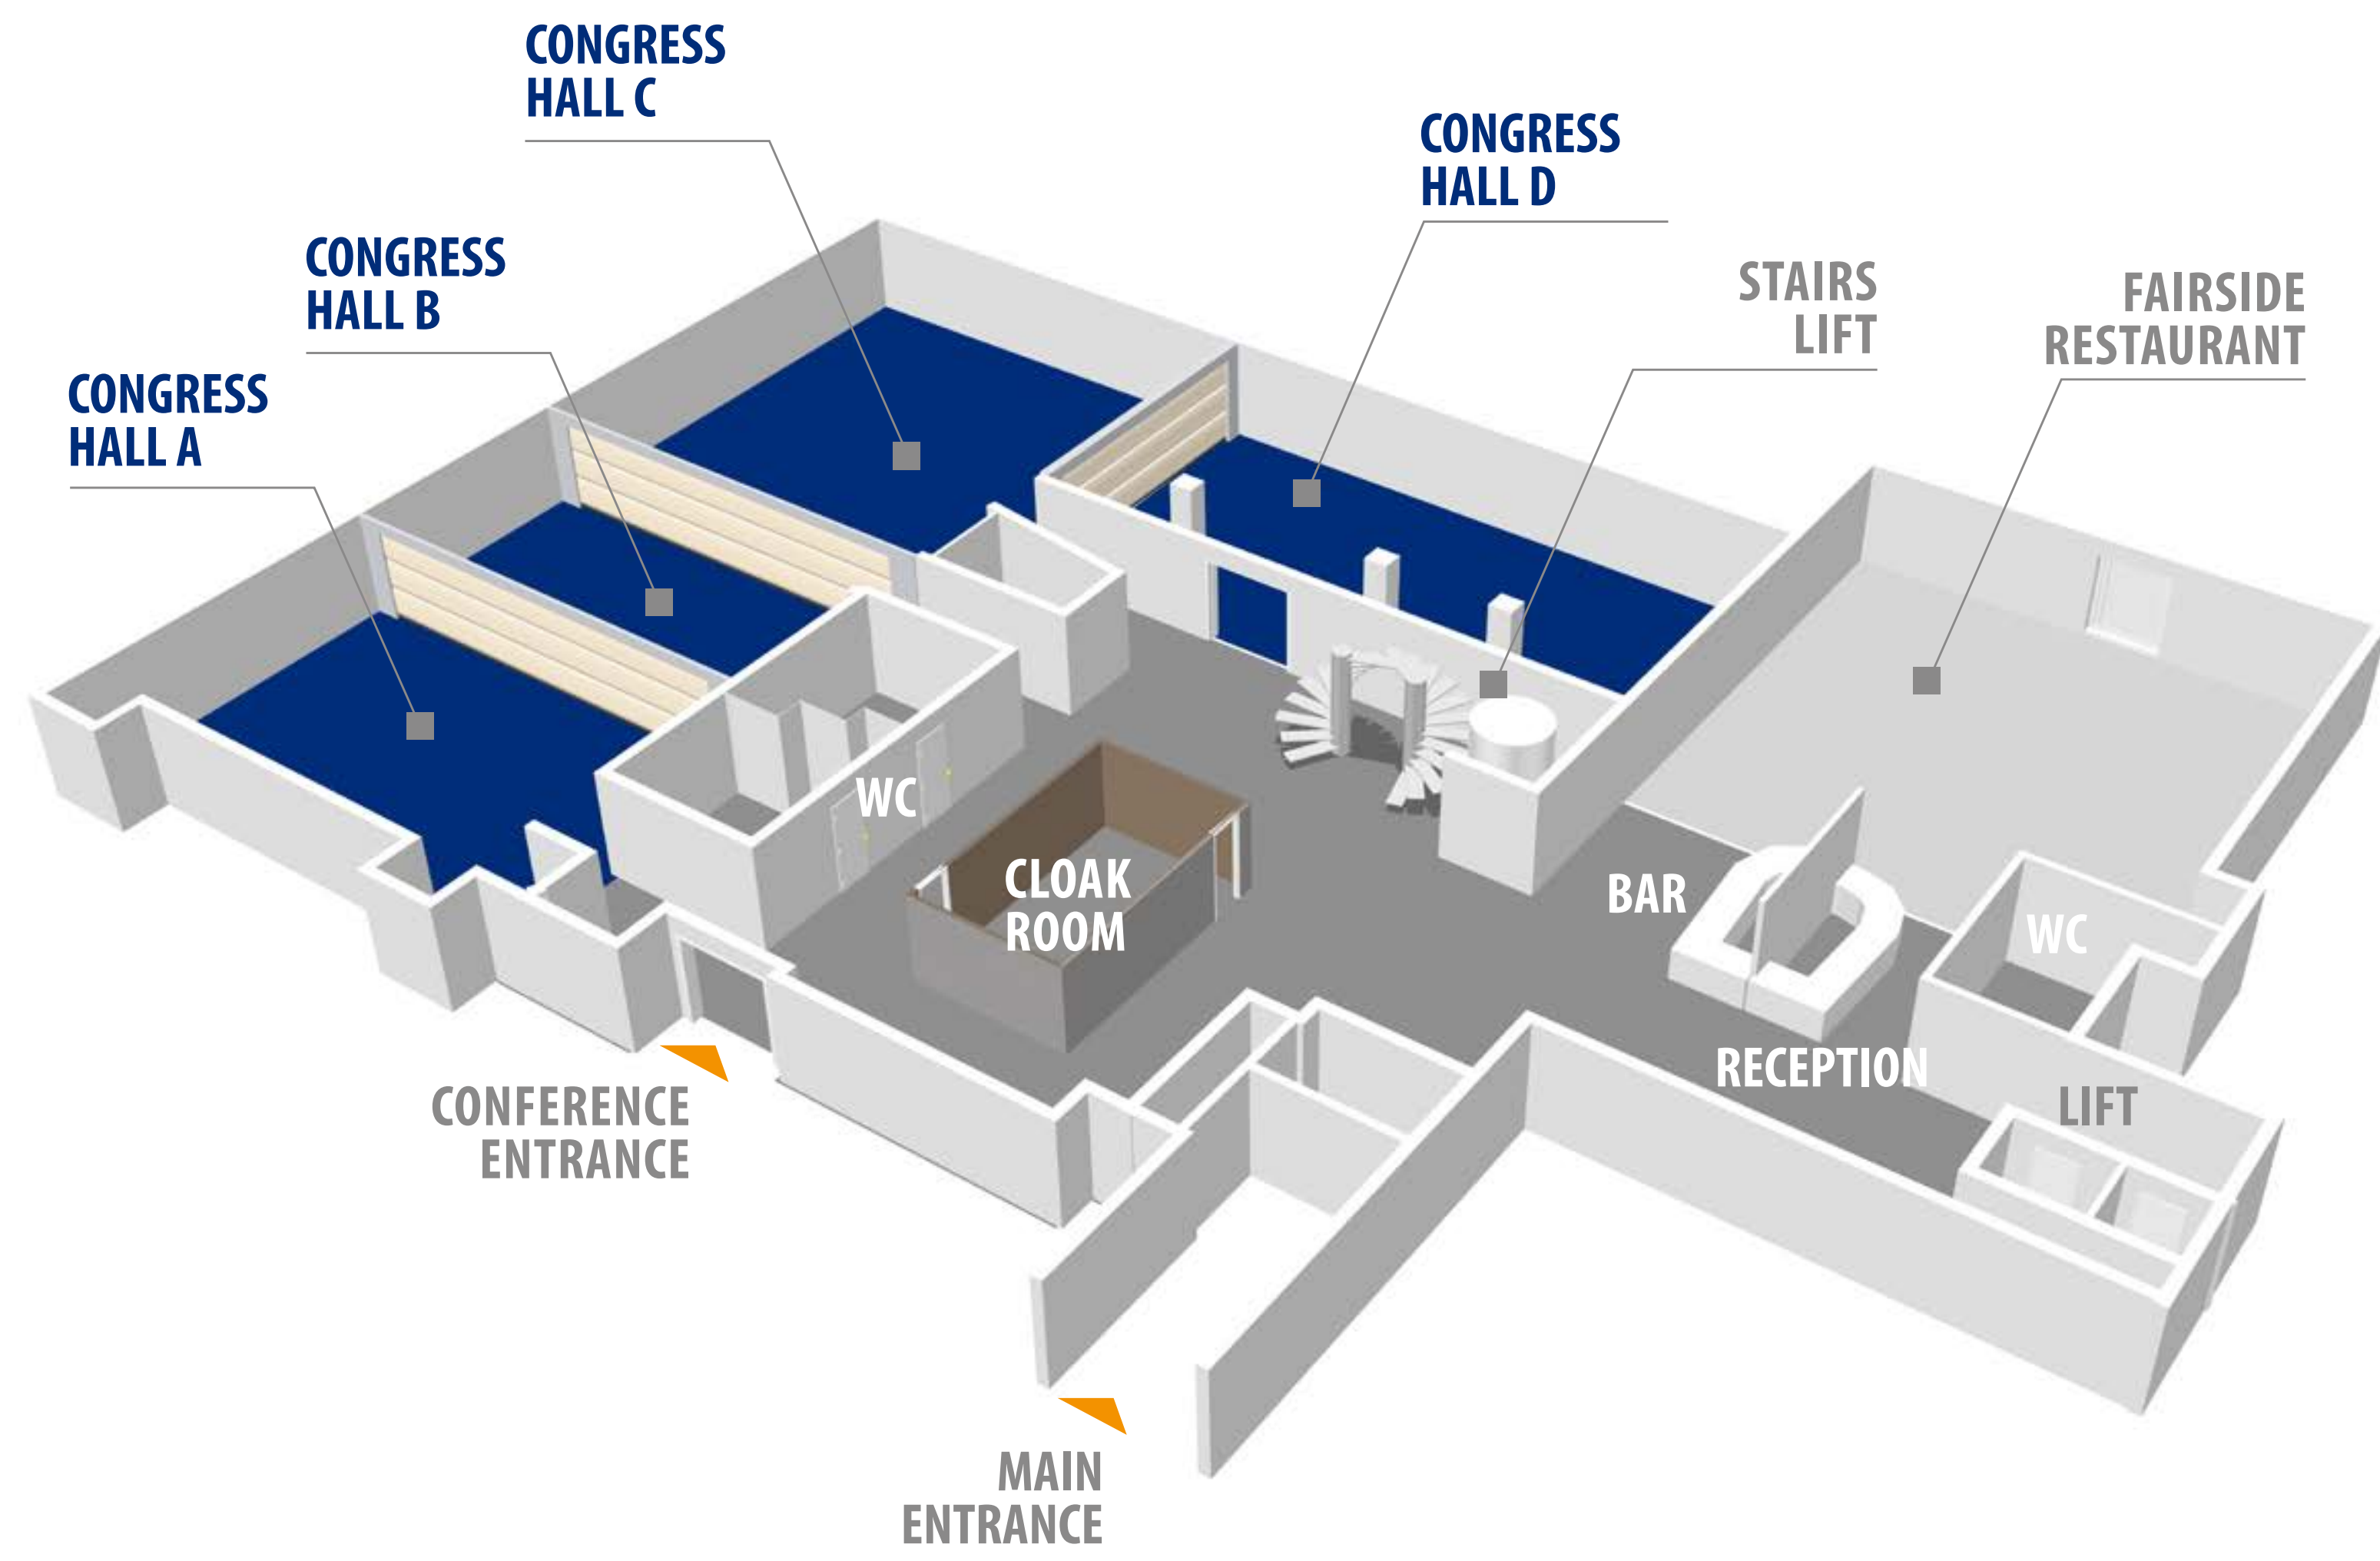 CONGRESS
HALL C
CONGRESS
HALL D
CONGRESS
HALL B
STAIRS
LIFT
FAIRSIDE
RESTAURANT
CONGRESS
HALL A
WC
CLOAK
ROOM
BAR
WC
RECEPTION
LIFT
CONFERENCE
ENTRANCE
MAIN
ENTRANCE